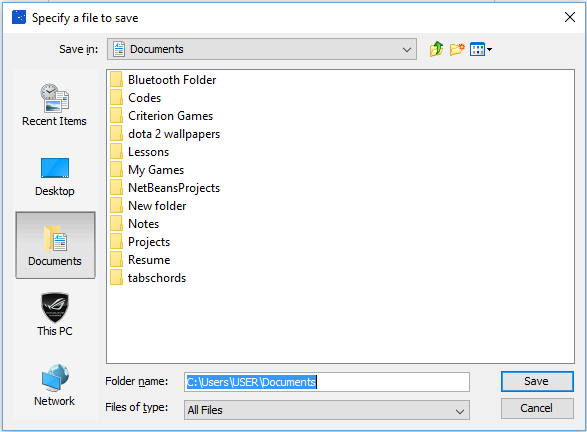 Specify a file to save
Save in:
Documents
Recent Items
Desktop
Documents
This PC
Network
Bluetooth Folder
Codes
Criterion Games
dota 2 wallpapers
Lessons
My Games
NetBeansProjects
New folder
Notes
Projects
Resume
tabschords
Folder name:
C:\Users\USER\Documents
Save
Files of type:
All Files
Cancel